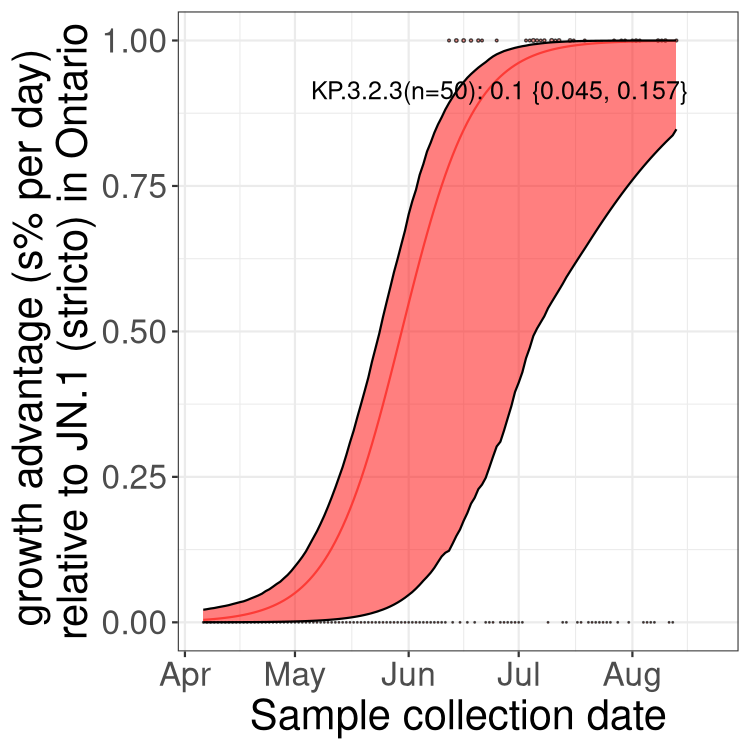 growth advantage (s% per day)
relative to JN.1 (stricto) in Ontario
1.00
0.75
0.50
0.25
0.00
KP.3.2.3(n=50): 0.1 {0.045, 0.157}
Apr May Jun Jul Aug
Sample collection date